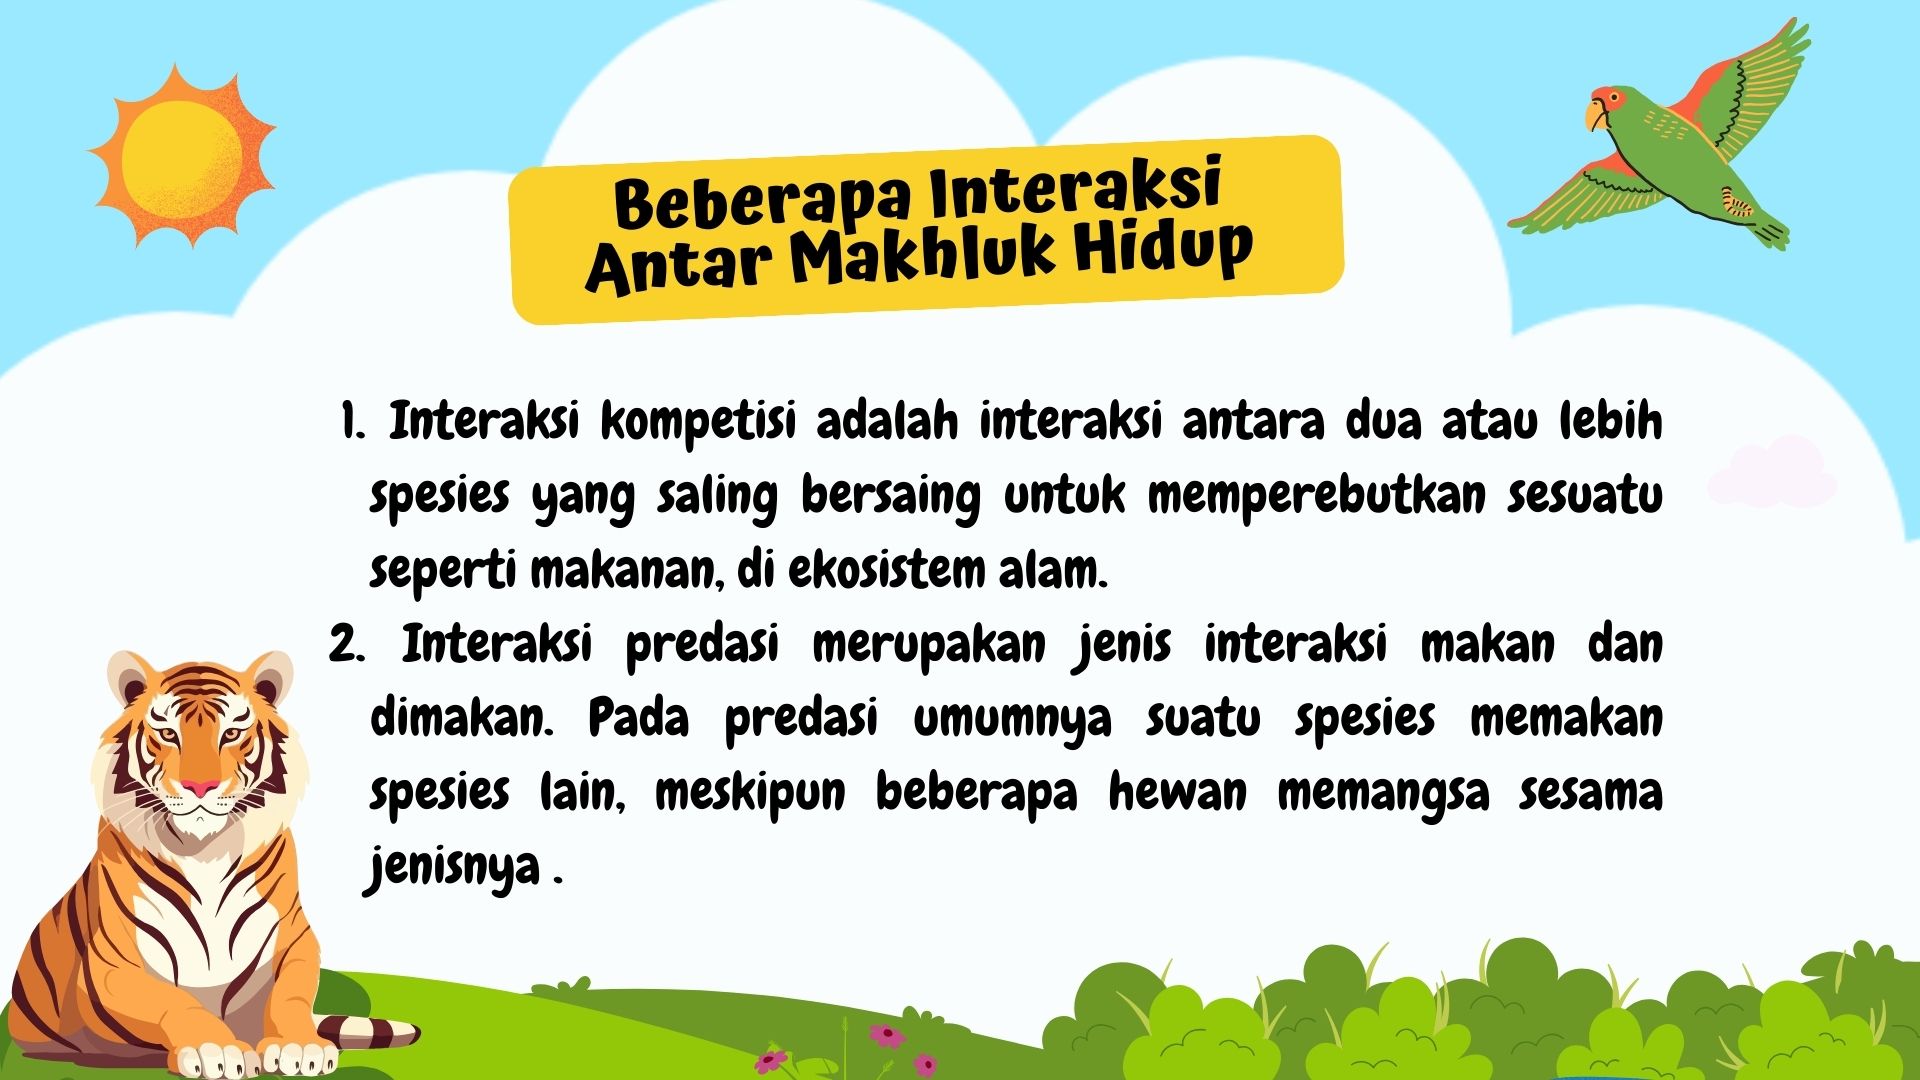 Beberapa Interaksi
Antar Makhluk Hidup
1. Interaksi kompetisi adalah interaksi antara dua atau lebih
spesies yang saling bersaing untuk memperebutkan sesuatu
seperti makanan, di ekosistem alam.
2. Interaksi predasi merupakan jenis interaksi makan dan
dimakan. Pada predasi umumnya suatu spesies memakan
spesies lain, meskipun beberapa hewan memangsa sesama
jenisnya .